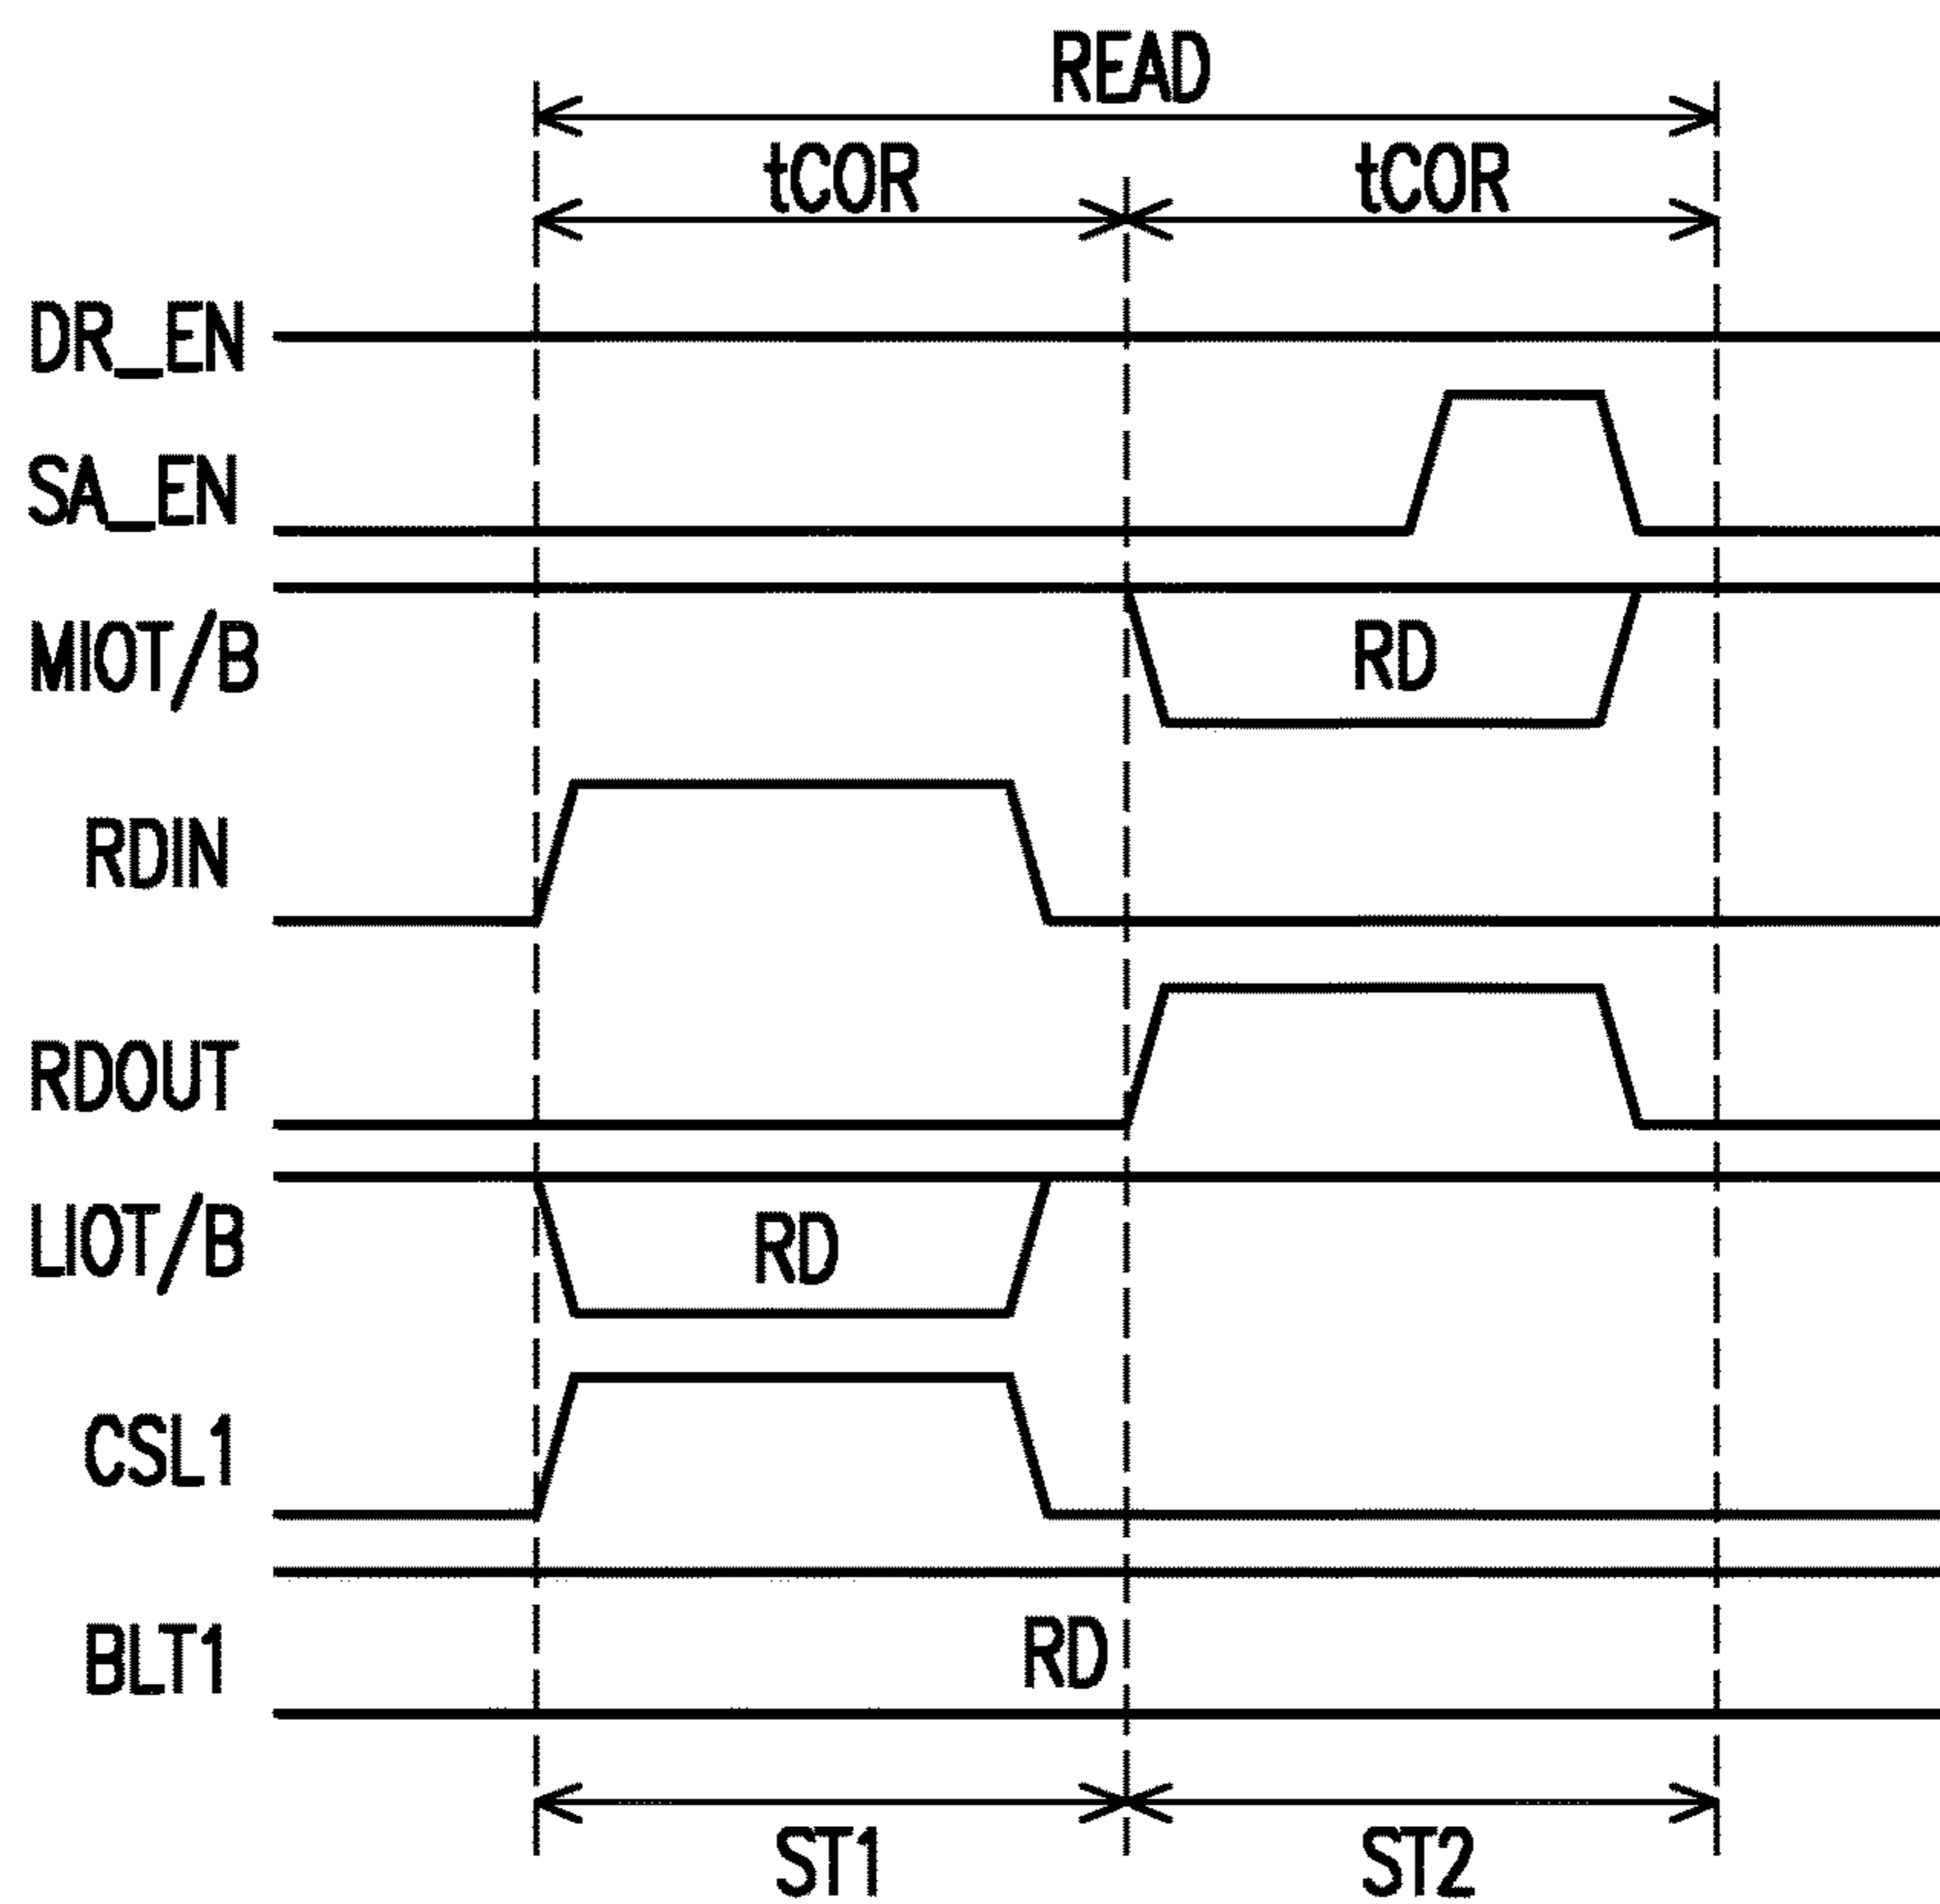 READ
tCOR tCOR
DR_EN
SA_EN
MIOT/B RD
RDIN
RDOUT
LIOT/B RD
CSL1
BLT1 RD
ST1 ST2